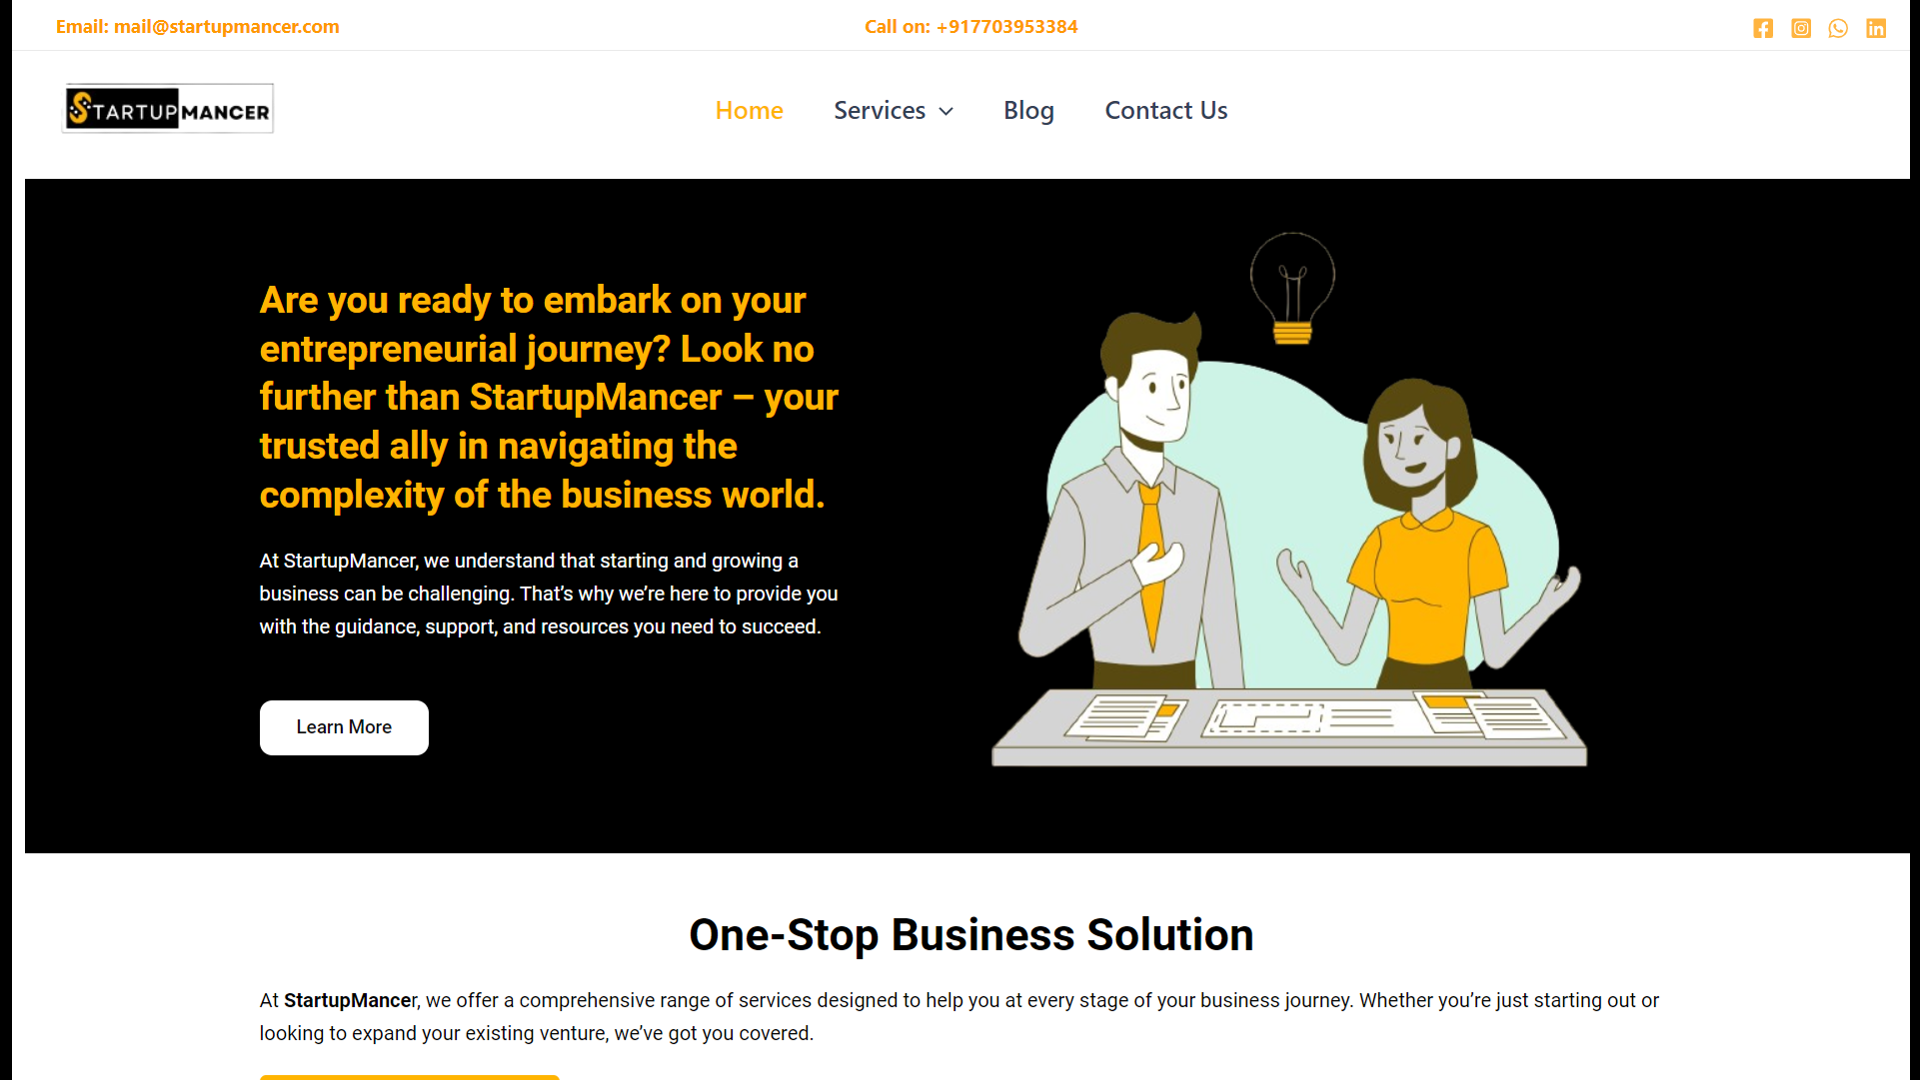 Email: mail@startupmancer.com
Call on: +917703953384
STARTUPMANCER
Home
Services
Blog
Contact Us
Are you ready to embark on your
entrepreneurial journey? Look no
further than StartupMancer – your
trusted ally in navigating the
complexity of the business world.
At StartupMancer, we understand that starting and growing a
business can be challenging. That’s why we’re here to provide you
with the guidance, support, and resources you need to succeed.
Learn More
One-Stop Business Solution
At StartupMancer, we offer a comprehensive range of services designed to help you at every stage of your business journey. Whether you’re just starting out or
looking to expand your existing venture, we’ve got you covered.